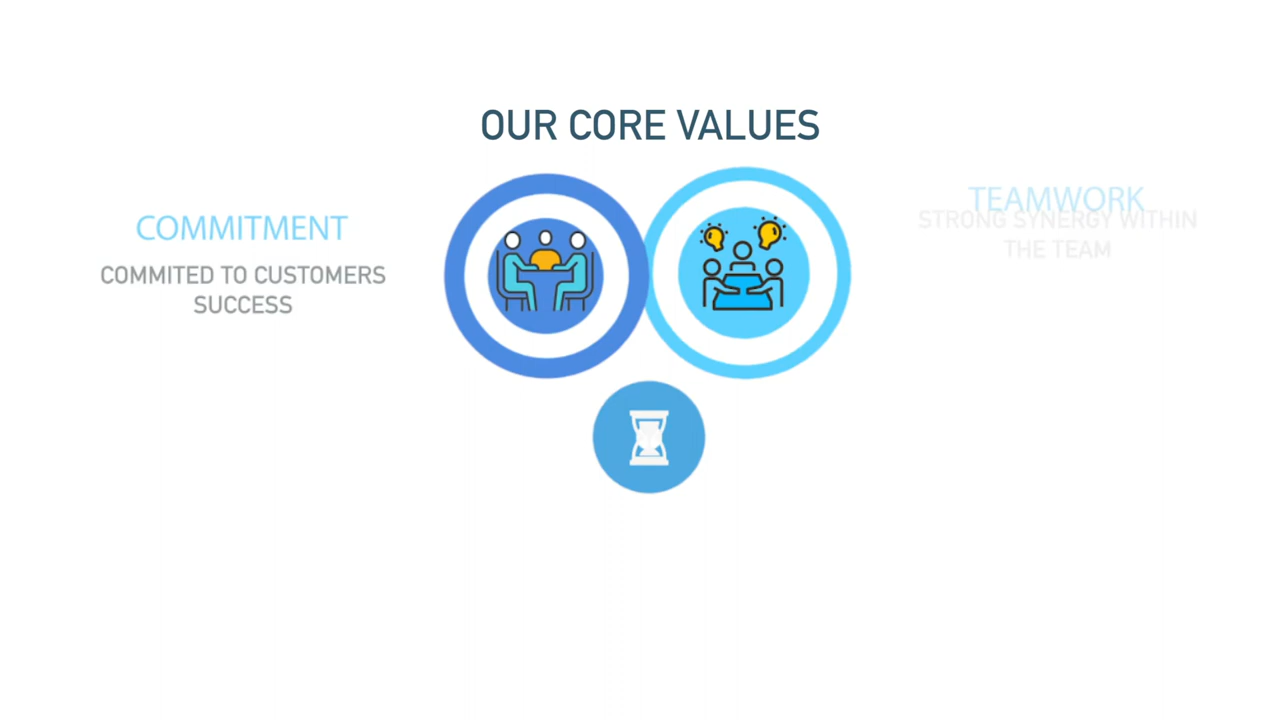 OUR CORE VALUES
COMMITMENT
COMMITED TO CUSTOMERS
SUCCESS
TEAMWORK
STRONG SYNERGY WITHIN
THE TEAM